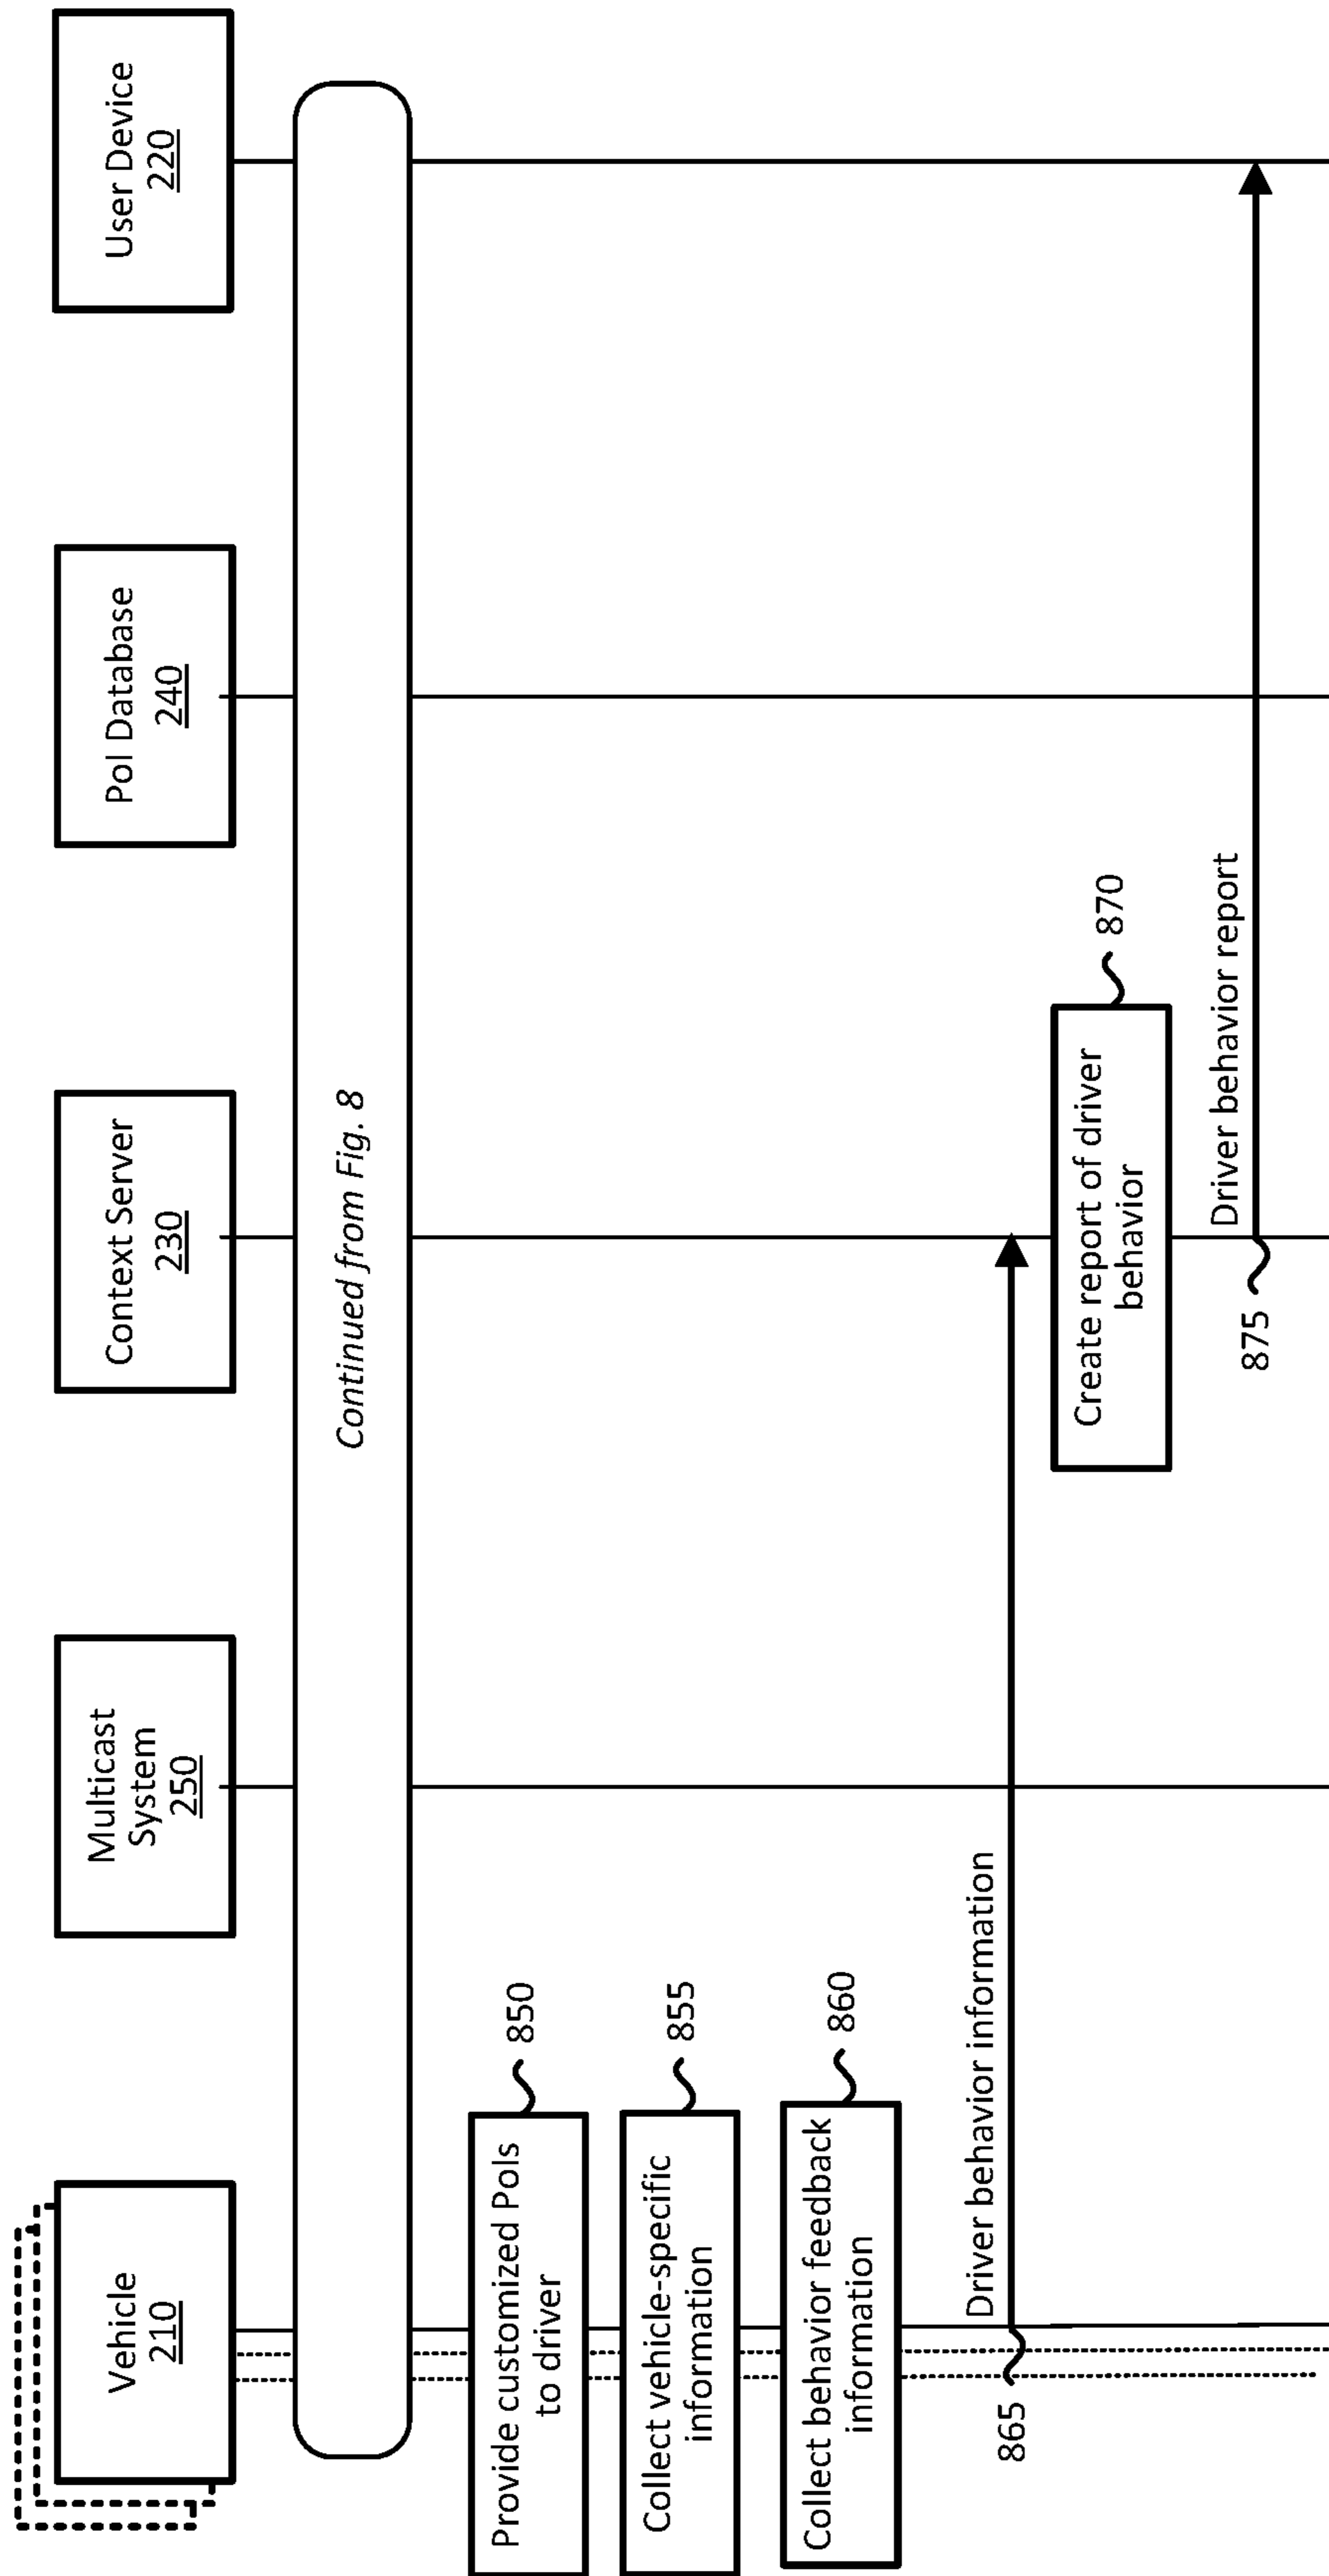 Vehicle
210
Multicast
System
250
Context Server
230
PoI Database
240
User Device
220
Continued from Fig. 8
Provide customized PoIs
to driver
850
Collect vehicle-specific
information
855
Collect behavior feedback
information
860
Driver behavior information
865
Create report of driver
behavior
870
Driver behavior report
875